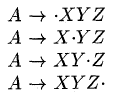 A → ·XYZ
A → X·YZ
A → XY·Z
A → XYZ·